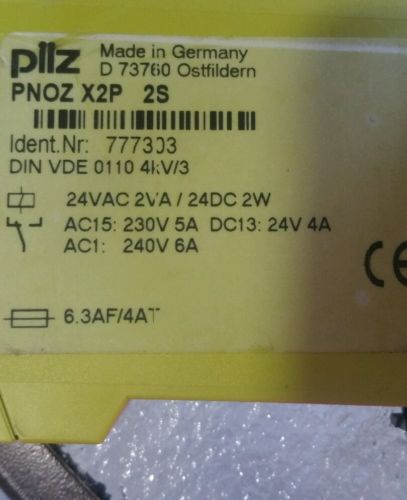 pilz Made in Germany
D 73760 Ostfildern
PNOZ X2P 2S
Ident.Nr: 777303
DIN VDE 0110 4kV/3
24VAC 2VA / 24DC 2W
AC15: 230V 5A DC13: 24V 4A
AC1: 240V 6A
CE
6.3AF/4AT